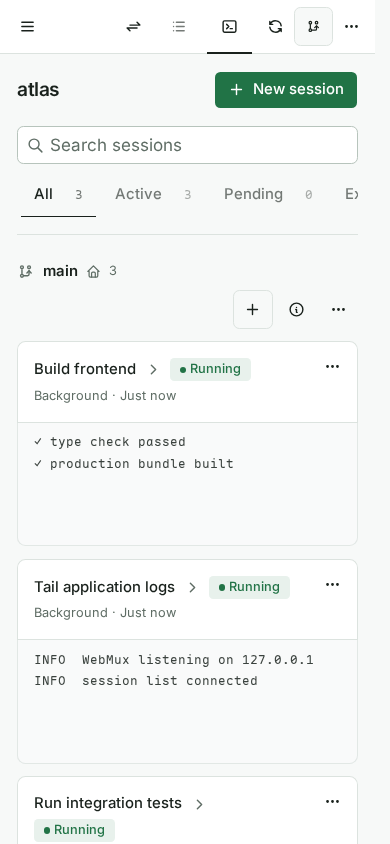 atlas
New session
Search sessions
All 3 Active 3 Pending 0 Ex
main 3
Build frontend Running
Background · Just now
✓ type check passed
✓ production bundle built
Tail application logs Running
Background · Just now
INFO  WebMux listening on 127.0.0.1
INFO  session list connected
Run integration tests
Running